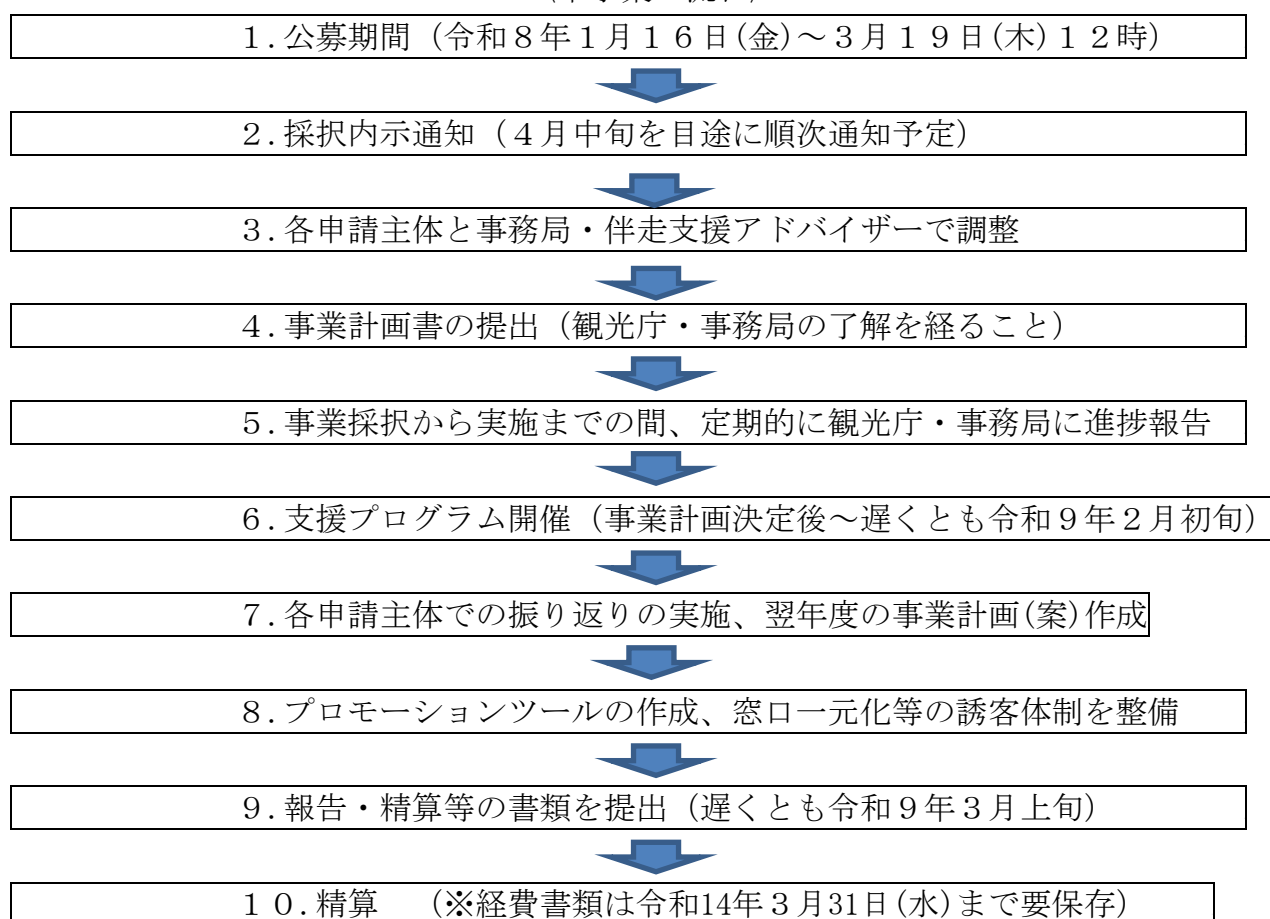 １.公募期間（令和８年１月１６日(金)～３月１９日(木)１２時）
２.採択内示通知（４月中旬を目途に順次通知予定）
３.各申請主体と事務局・伴走支援アドバイザーで調整
４.事業計画書の提出（観光庁・事務局の了解を経ること）
５.事業採択から実施までの間、定期的に観光庁・事務局に進捗報告
６.支援プログラム開催（事業計画決定後～遅くとも令和９年２月初旬）
７.各申請主体での振り返りの実施、翌年度の事業計画(案)作成
８.プロモーションツールの作成、窓口一元化等の誘客体制を整備
９.報告・精算等の書類を提出（遅くとも令和９年３月上旬）
１０.精算　（※経費書類は令和14年３月31日(水)まで要保存）